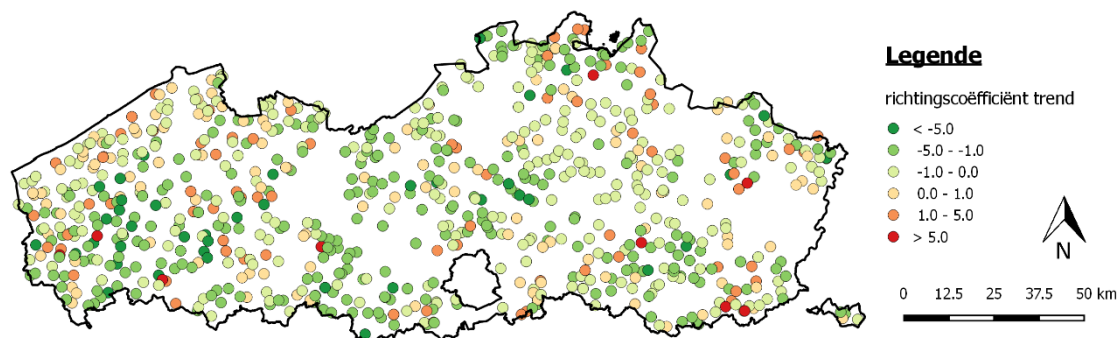 Legende
richtingscoëfficiënt trend
< -5.0
-5.0 - -1.0
-1.0 - 0.0
0.0 - 1.0
1.0 - 5.0
> 5.0
N
0 12.5 25 37.5 50 km